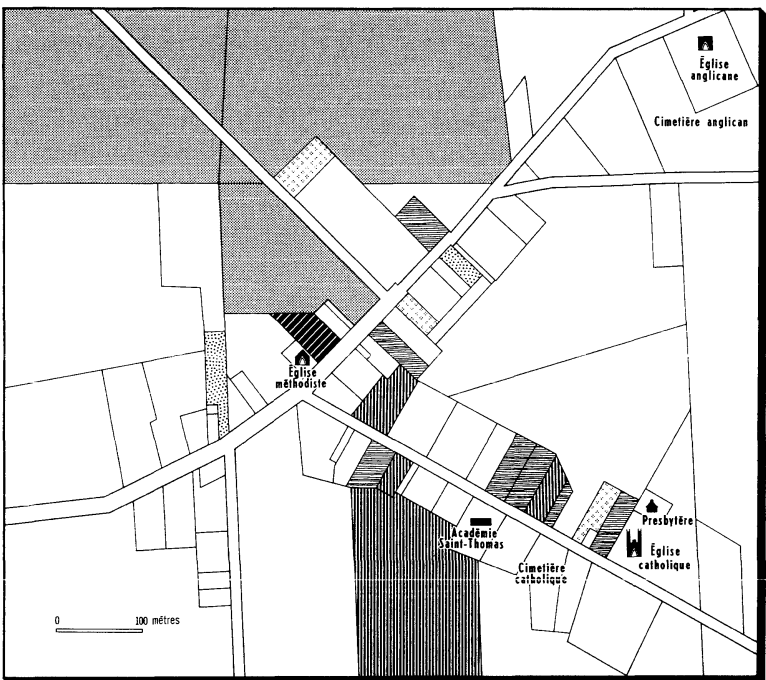 Église
anglicane
Cimetière anglican
Église
méthodiste
Presbytère
Académie
Saint-Thomas
Église
catholique
Cimetière
catholique
0 100 mètres